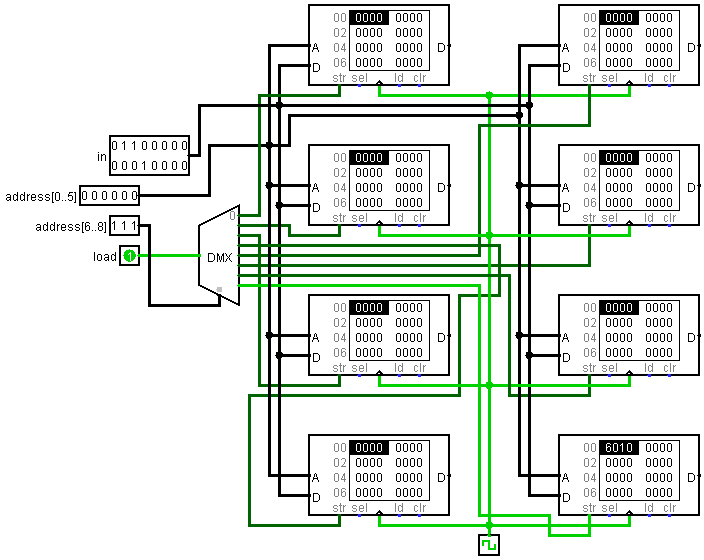 00 0000 0000 00 0000 0000
02 0000 0000 02 0000 0000
A 04 0000 0000 D A 04 0000 0000 D
D 06 0000 0000 D 06 0000 0000
str sel ld clr str sel ld clr
in 0 1 1 0 0 0 0 0
0 0 0 1 0 0 0 0
00 0000 0000 00 0000 0000
02 0000 0000 02 0000 0000
A 04 0000 0000 D A 04 0000 0000 D
D 06 0000 0000 D 06 0000 0000
str sel ld clr str sel ld clr
address[0..5] 0 0 0 0 0 0
address[6..8] 1 1 1
0
load 1 DMX
00 0000 0000 00 0000 0000
02 0000 0000 02 0000 0000
A 04 0000 0000 D A 04 0000 0000 D
D 06 0000 0000 D 06 0000 0000
str sel ld clr str sel ld clr
00 0000 0000 00 6010 0000
02 0000 0000 02 0000 0000
A 04 0000 0000 D A 04 0000 0000 D
D 06 0000 0000 D 06 0000 0000
str sel ld clr str sel ld clr